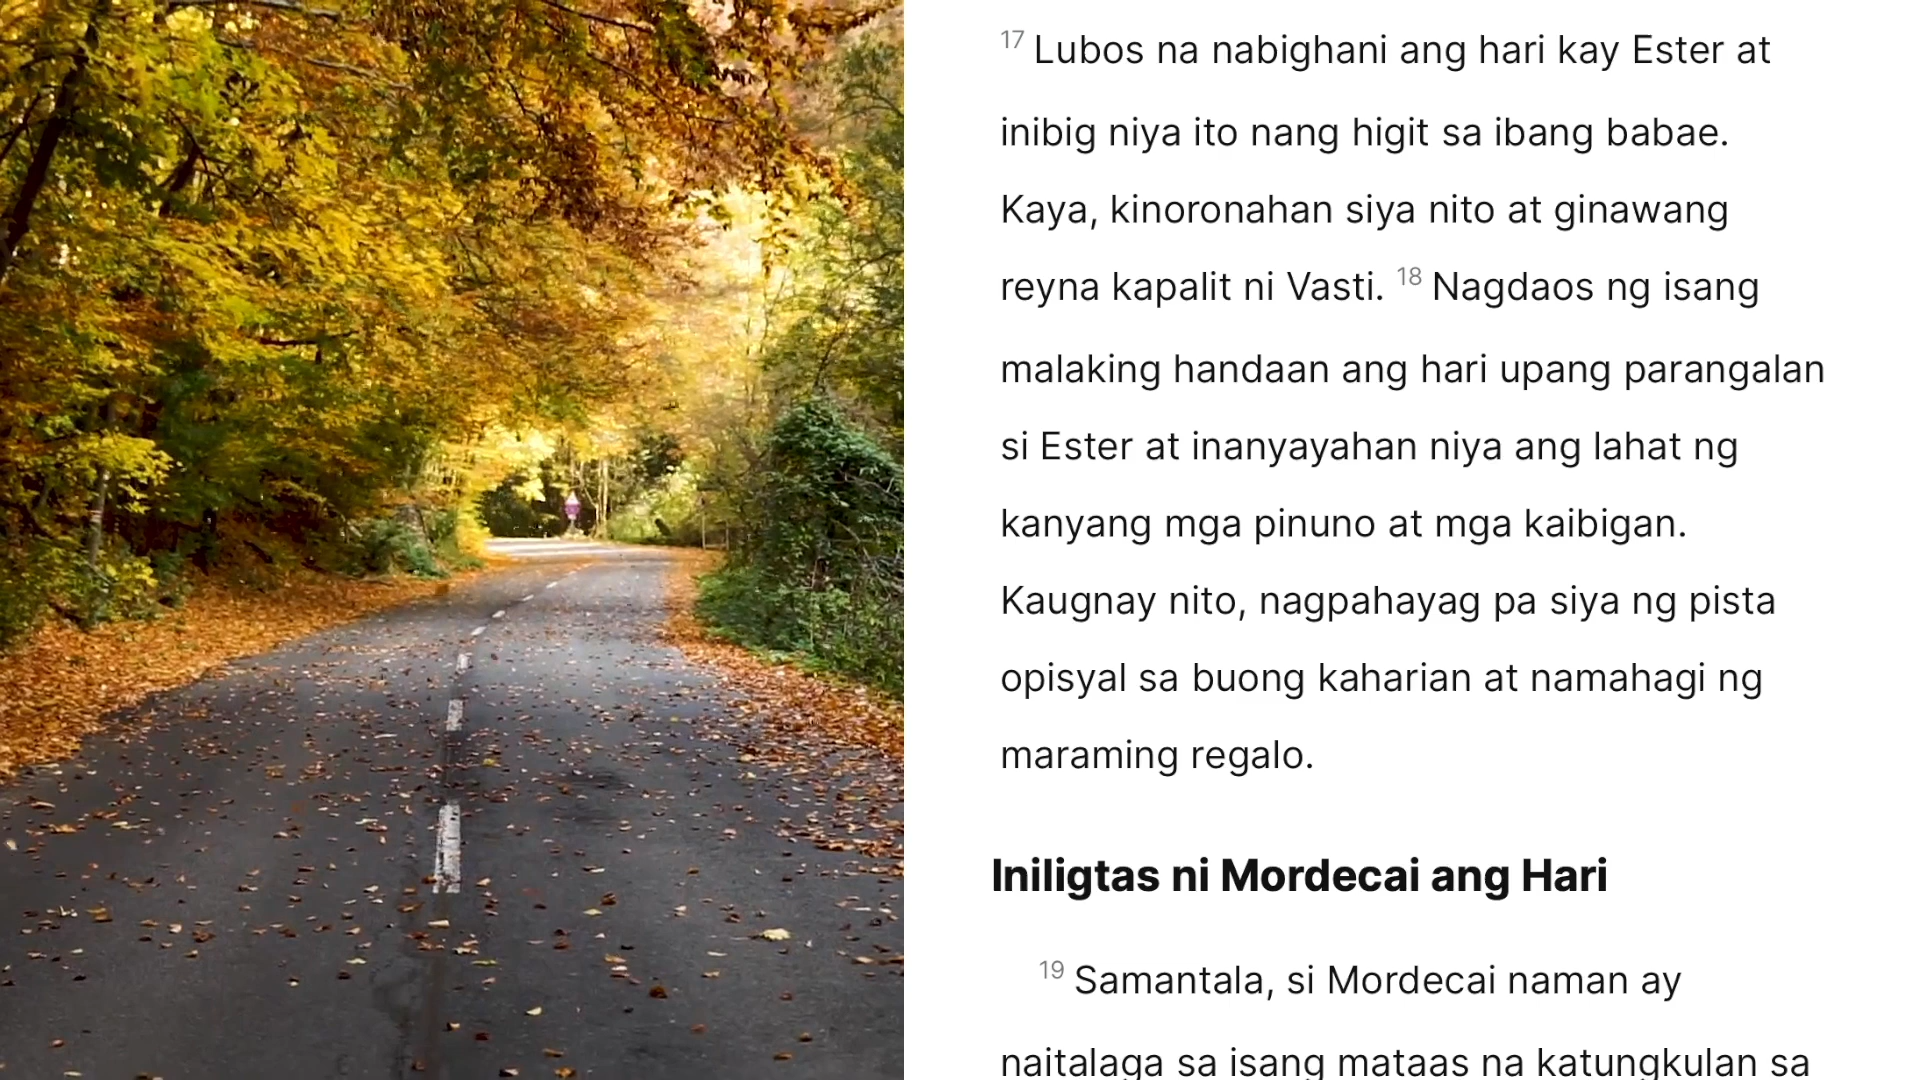 17 Lubos na nabighani ang hari kay Ester at
inibig niya ito nang higit sa ibang babae.
Kaya, kinoronahan siya nito at ginawang
reyna kapalit ni Vasti. 18 Nagdaos ng isang
malaking handaan ang hari upang parangalan
si Ester at inanyayahan niya ang lahat ng
kanyang mga pinuno at mga kaibigan.
Kaugnay nito, nagpahayag pa siya ng pista
opisyal sa buong kaharian at namahagi ng
maraming regalo.
Iniligtas ni Mordecai ang Hari
19 Samantala, si Mordecai naman ay
naitalaga sa isang mataas na katungkulan sa